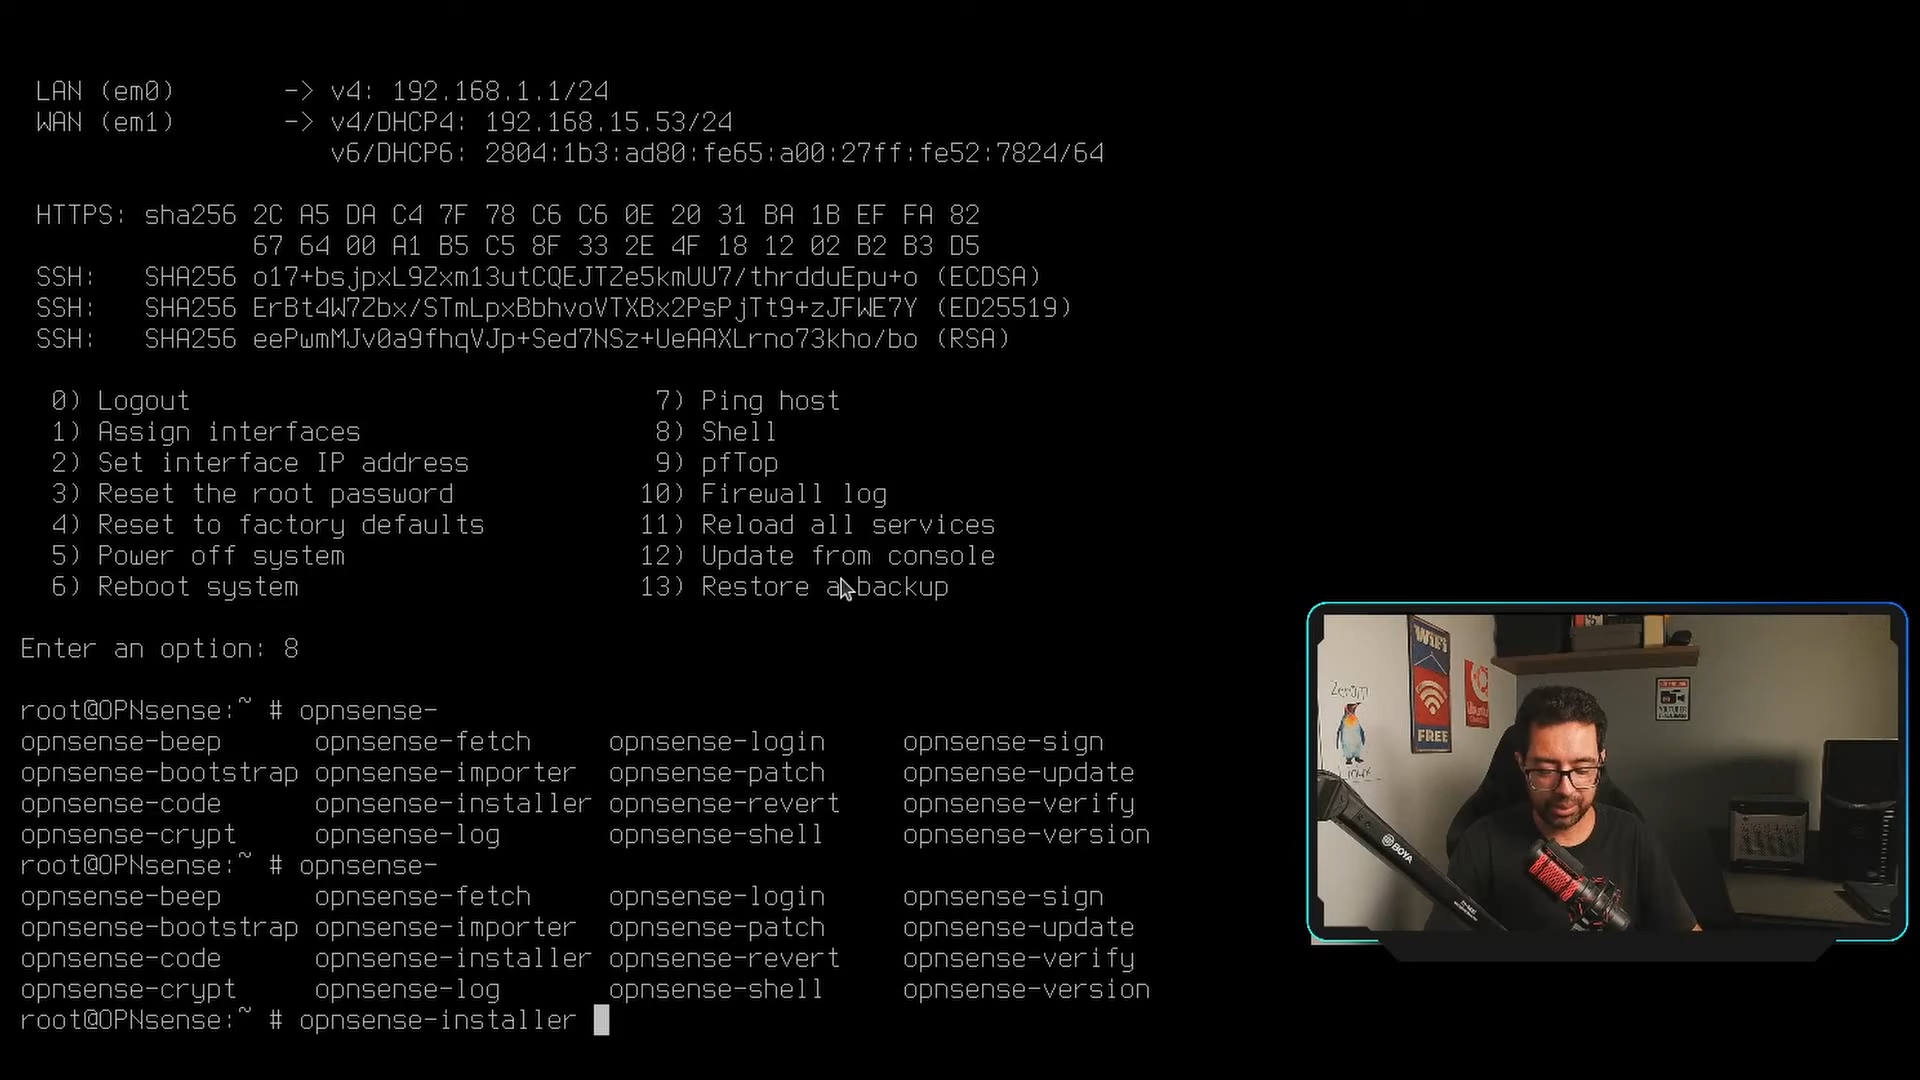 LAN (em0) -> v4: 192.168.1.1/24
WAN (em1) -> v4/DHCP4: 192.168.15.53/24
v6/DHCP6: 2804:1b3:ad80:fe65:a00:27ff:fe52:7824/64
HTTPS: sha256 2C A5 DA C4 7F 78 C6 C6 0E 20 31 BA 1B EF FA 82
67 64 00 A1 B5 C5 8F 33 2E 4F 18 12 02 B2 B3 D5
SSH: SHA256 o17+bsjpxL9Zxm13utCQEJTZe5kmUU7/thrdduEpu+o (ECDSA)
SSH: SHA256 ErBt4W7Zbx/STmLpxBbhvoVTXBx2PsPjTt9+zJFWE7Y (ED25519)
SSH: SHA256 eePwmMJv0a9fhqVJp+Sed7NSz+UeAAXLrno73kho/bo (RSA)
0) Logout 7) Ping host
1) Assign interfaces 8) Shell
2) Set interface IP address 9) pfTop
3) Reset the root password 10) Firewall log
4) Reset to factory defaults 11) Reload all services
5) Power off system 12) Update from console
6) Reboot system 13) Restore a backup
Enter an option: 8
root@OPNsense:~ # opnsense-
opnsense-beep opnsense-fetch opnsense-login opnsense-sign
opnsense-bootstrap opnsense-importer opnsense-patch opnsense-update
opnsense-code opnsense-installer opnsense-revert opnsense-verify
opnsense-crypt opnsense-log opnsense-shell opnsense-version
root@OPNsense:~ # opnsense-
opnsense-beep opnsense-fetch opnsense-login opnsense-sign
opnsense-bootstrap opnsense-importer opnsense-patch opnsense-update
opnsense-code opnsense-installer opnsense-revert opnsense-verify
opnsense-crypt opnsense-log opnsense-shell opnsense-version
root@OPNsense:~ # opnsense-installer
WiFi
FREE
BOYA